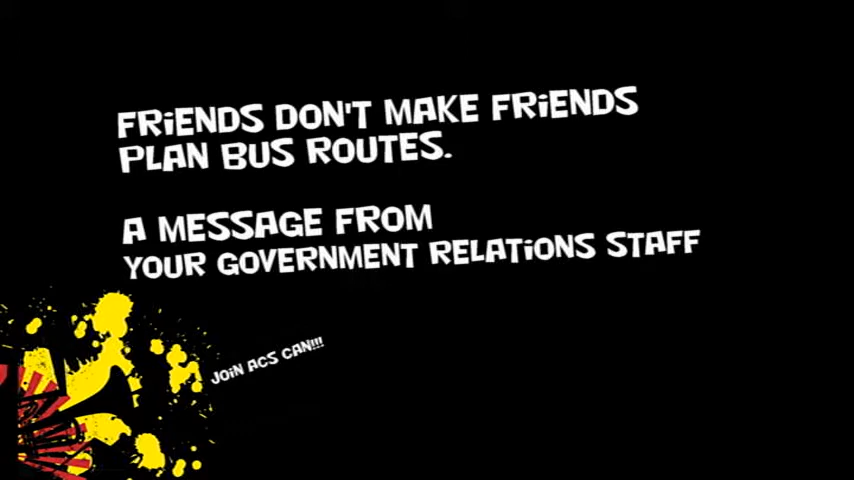 FRiENDS DON'T MAKE FRiENDS
PLAN BUS ROUTES.
A MESSAGE FROM
YOUR GOVERNMENT RELATiONS STAFF
JOiN ACS CAN!!!